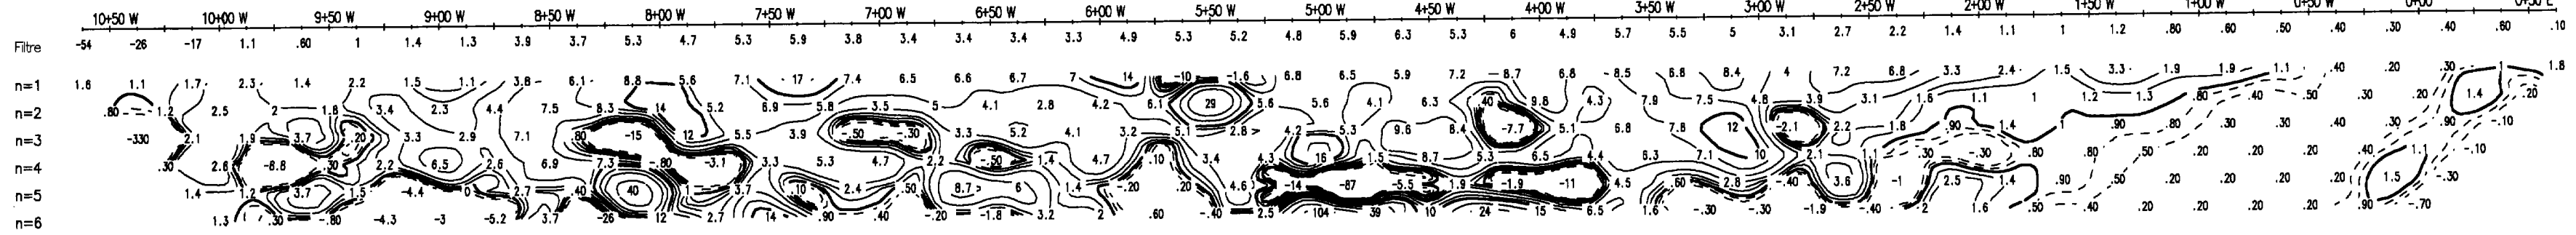 10+50 W 10+00 W 9+50 W 9+00 W 8+50 W 8+00 W 7+50 W 7+00 W 6+50 W 6+00 W 5+50 W 5+00 W 4+50 W 4+00 W 3+50 W 3+00 W 2+50 W 2+00 W 1+50 W 1+00 W 0+50 W 0+00 0+50 E
Filtre -54 -26 -17 1.1 .60 1 1.4 1.3 3.9 3.7 5.3 4.7 5.3 5.9 3.8 3.4 3.4 3.4 3.3 4.9 5.3 5.2 4.8 5.9 6.3 5.3 6 4.9 5.7 5.5 5 3.1 2.7 2.2 1.4 1.1 1 1.2 .80 .60 .50 .40 .30 .40 .60 .10
n=1 1.6 1.1 1.7 2.3 1.4 2.2 1.5 1.1 3.8 6.1 8.8 5.6 7.1 17 7.4 6.5 6.6 6.7 7 14 -10 -1.6 6.8 6.5 5.9 7.2 8.7 6.8 8.5 6.8 8.4 4 7.2 6.8 3.3 2.4 1.5 3.3 1.9 1.9 1.1 .40 .20 .30 1 1.8
n=2 .80 1.2 2.5 2 1.8 3.4 2.3 4.4 7.5 8.3 14 5.2 6.9 5.8 3.5 5 4.1 2.8 4.2 6.1 29 5.6 5.6 4.1 6.3 40 9.8 4.3 7.9 7.5 4.8 3.9 3.1 1.6 1.1 1 1.2 1.3 .80 .40 .50 .30 .20 1.4 .20
n=3 -330 2.1 1.9 3.7 .20 3.3 2.9 7.1 .80 -15 12 5.5 3.9 -.50 -.30 3.3 5.2 4.1 3.2 5.1 2.8 4.2 5.3 9.6 8.4 -7.7 5.1 6.8 7.8 12 -2.1 2.2 1.8 .90 1.4 1 .90 .80 .30 .30 .40 .30 .90 -.10
n=4 .30 2.6 -8.8 .30 2.2 6.5 2.6 6.9 7.3 -.80 -3.1 3.3 5.3 4.7 2.2 -.50 1.4 4.7 .10 3.4 4.3 16 1.5 8.7 5.3 6.5 4.4 8.3 7.1 10 2.1 1.1 .30 -.30 .80 .80 .50 .20 .20 .20 .40 1.1 -.10
n=5 1.4 1.2 3.7 1.5 -4.4 0 2.7 .40 40 1 3.7 .10 2.4 .50 8.7 6 1.4 -.20 .20 4.6 -14 -87 -5.5 1.9 -1.9 -11 4.5 .60 2.8 -.40 3.6 -1 2.5 1.4 .90 .50 .20 .20 .20 .20 1.5 -.30
n=6 1.3 .30 -.80 -4.3 -3 -5.2 3.7 -26 12 2.7 14 .90 .40 -.20 -1.8 3.2 2 .60 -.40 2.5 104 39 10 24 15 6.5 1.6 -.30 -.30 -1.9 -.40 2 1.6 .50 .40 .20 .20 .20 .20 .90 -.70